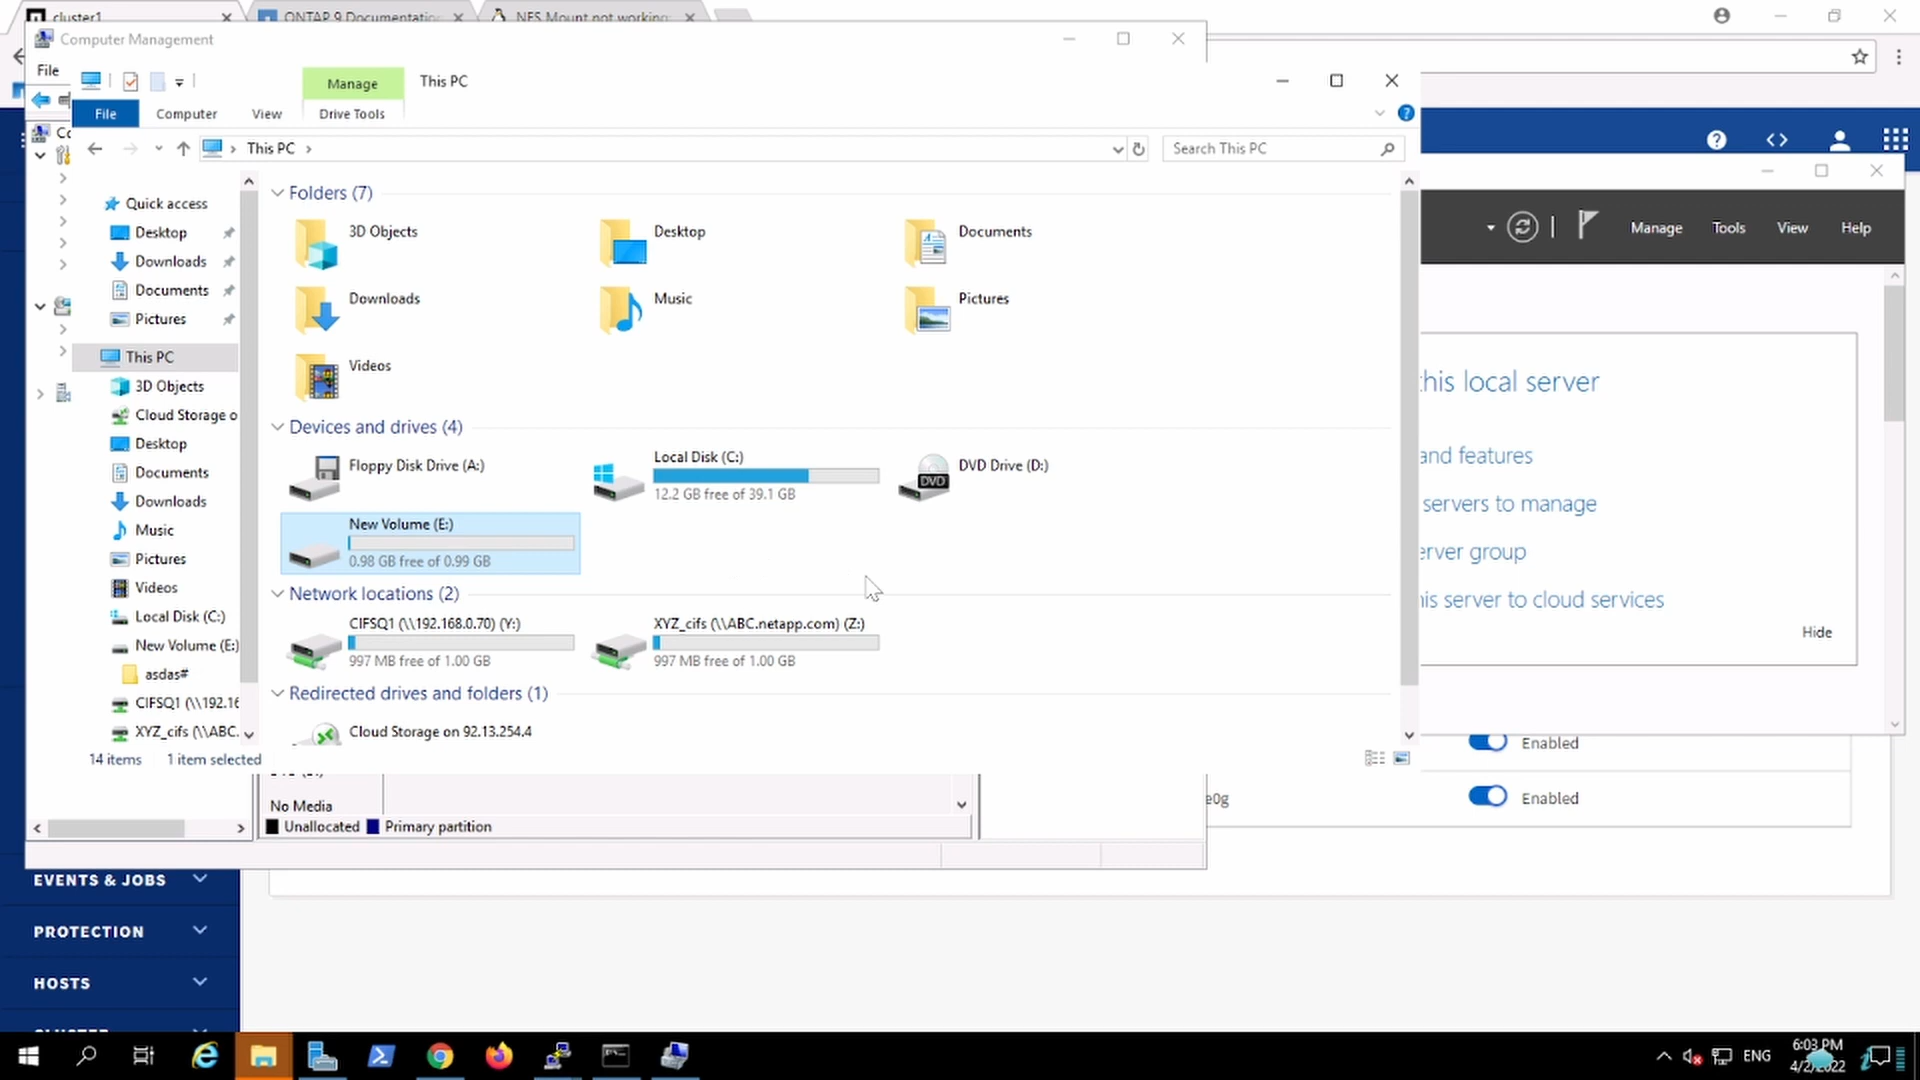 cluster1
ONTAP 9 Documentation
NFS Mount not working
Computer Management
File
Manage
This PC
File
Computer
View
Drive Tools
This PC
Search This PC
Quick access
Desktop
Downloads
Documents
Pictures
This PC
3D Objects
Cloud Storage o
Desktop
Documents
Downloads
Music
Pictures
Videos
Local Disk (C:)
New Volume (E:)
asdas#
CIFSQ1 (\\192.16
XYZ_cifs (\\ABC.
Folders (7)
3D Objects
Desktop
Documents
Downloads
Music
Pictures
Videos
Devices and drives (4)
Floppy Disk Drive (A:)
Local Disk (C:)
12.2 GB free of 39.1 GB
DVD
DVD Drive (D:)
New Volume (E:)
0.98 GB free of 0.99 GB
Network locations (2)
CIFSQ1 (\\192.168.0.70) (Y:)
997 MB free of 1.00 GB
XYZ_cifs (\\ABC.netapp.com) (Z:)
997 MB free of 1.00 GB
Redirected drives and folders (1)
Cloud Storage on 92.13.254.4
14 items
1 item selected
Manage
Tools
View
Help
this local server
and features
servers to manage
erver group
his server to cloud services
Hide
Enabled
e0g
Enabled
No Media
Unallocated
Primary partition
EVENTS & JOBS
PROTECTION
HOSTS
CLUSTER
ENG
6:03 PM
4/2/2022